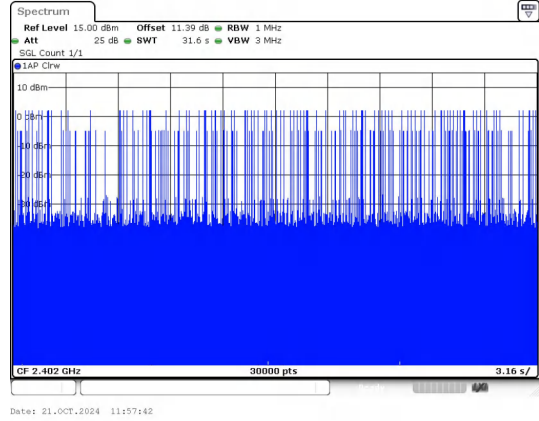 Spectrum
Ref Level 15.00 dBm Offset 11.39 dB RBW 1 MHz
Att 25 dB SWT 31.6 s VBW 3 MHz
SGL Count 1/1
1AP Clrw
10 dBm
0 dBm
-10 dBm
-20 dBm
-30 dBm
CF 2.402 GHz 30000 pts 3.16 s/
Date: 21.OCT.2024 11:57:42